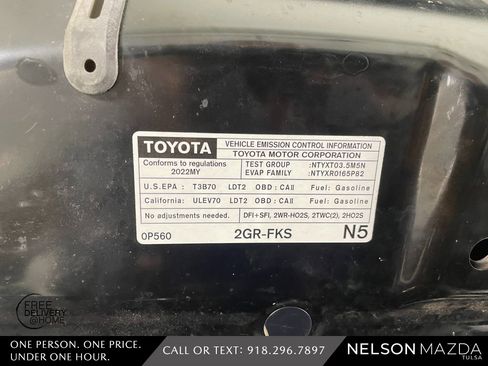 TOYOTA
VEHICLE EMISSION CONTROL INFORMATION
TOYOTA MOTOR CORPORATION
Conforms to regulations
2022MY
TEST GROUP :NTYXT03.5M5N
EVAP FAMILY :NTYXR0165P82
U.S.EPA : T3B70 LDT2 OBD : CAII Fuel: Gasoline
California: ULEV70 LDT2 OBD : CAII Fuel: Gasoline
No adjustments needed. DFI+SFI, 2WR-HO2S, 2TWC(2), 2HO2S
0P560 2GR-FKS N5
FREE
DELIVERY
@HOME
ONE PERSON. ONE PRICE.
UNDER ONE HOUR.
CALL OR TEXT: 918.296.7897
NELSON MAZDA
TULSA